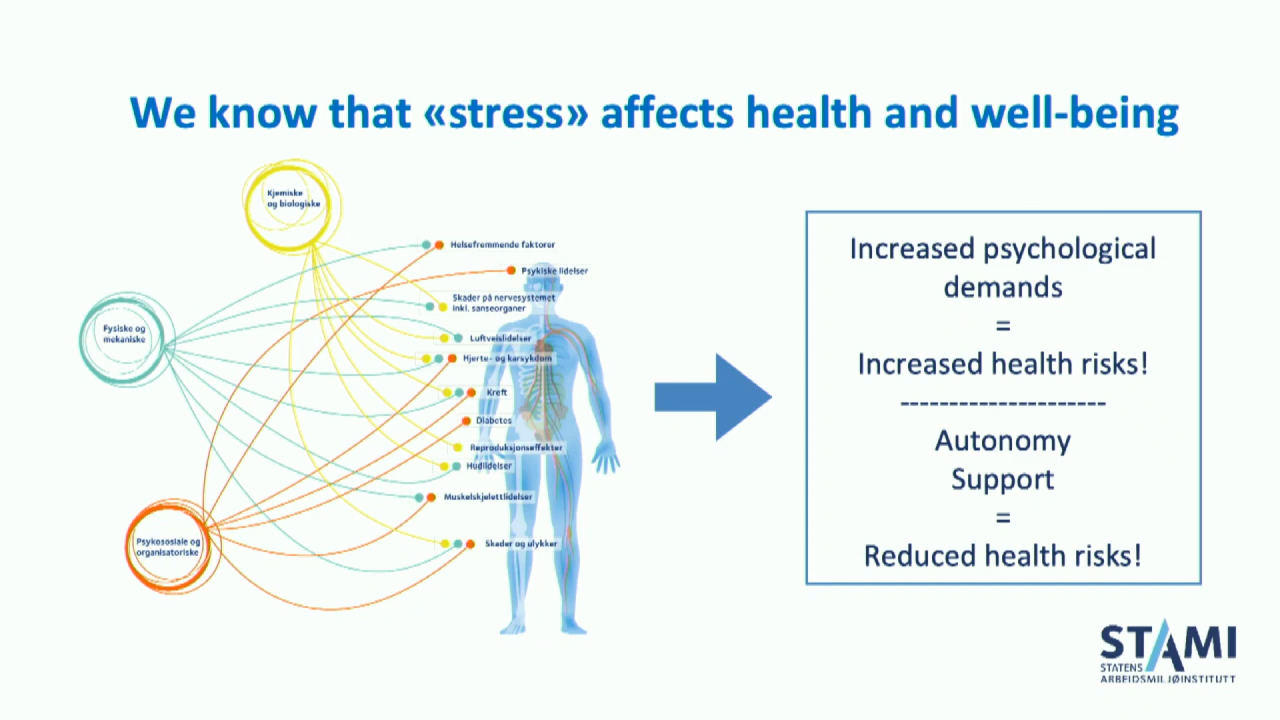 We know that «stress» affects health and well-being
Kjemiske
og biologiske
Helsefremmende faktorer
Psykiske lidelser
Skader på nervesystemet
inkl. sanseorganer
Fysiske og
mekaniske
Luftveislidelser
Hjerte- og karsykdom
Kreft
Diabetes
Reproduksjonseffekter
Hudlidelser
Muskelskjelettlidelser
Psykososiale og
organisatoriske
Skader og ulykker
Increased psychological
demands
=
Increased health risks!
---------------------
Autonomy
Support
=
Reduced health risks!
STAMI
STATENS
ARBEIDSMILJØINSTITUTT